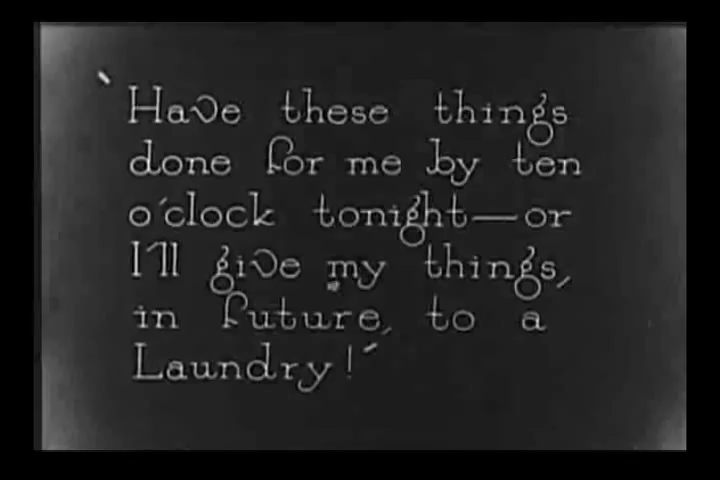 ‘Have these things
done for me by ten
o'clock tonight—or
I'll give my things,
in future, to a
Laundry!’